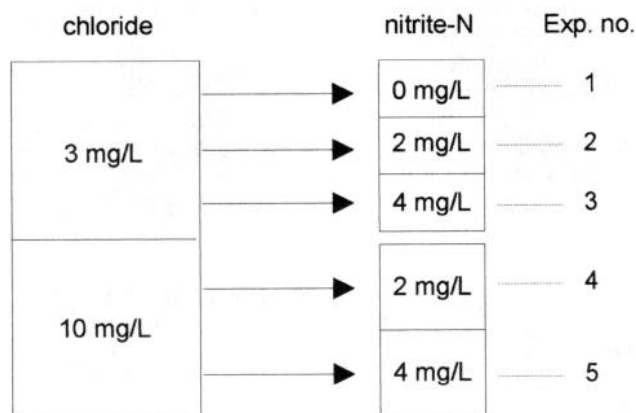 chloride nitrite-N Exp. no.
0 mg/L 1
3 mg/L 2 mg/L 2
4 mg/L 3
2 mg/L 4
10 mg/L
4 mg/L 5